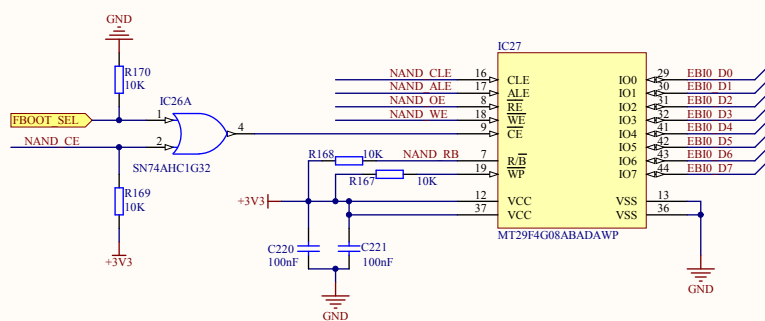 GND
R170
10K
IC26A
FBOOT_SEL
1
4
NAND_CE
2
SN74AHC1G32
R169
10K
+3V3
IC27
NAND_CLE 16 CLE IO0 29 EBI0_D0
NAND_ALE 17 ALE IO1 30 EBI0_D1
NAND_OE 8 RE IO2 31 EBI0_D2
NAND_WE 18 WE IO3 32 EBI0_D3
9 CE IO4 41 EBI0_D4
IO5 42 EBI0_D5
R168 10K NAND_RB 7 R/B IO6 43 EBI0_D6
R167 10K 19 WP IO7 44 EBI0_D7
+3V3 12 VCC VSS 13
37 VCC VSS 36
MT29F4G08ABADAWP
C220
100nF
C221
100nF
GND
GND